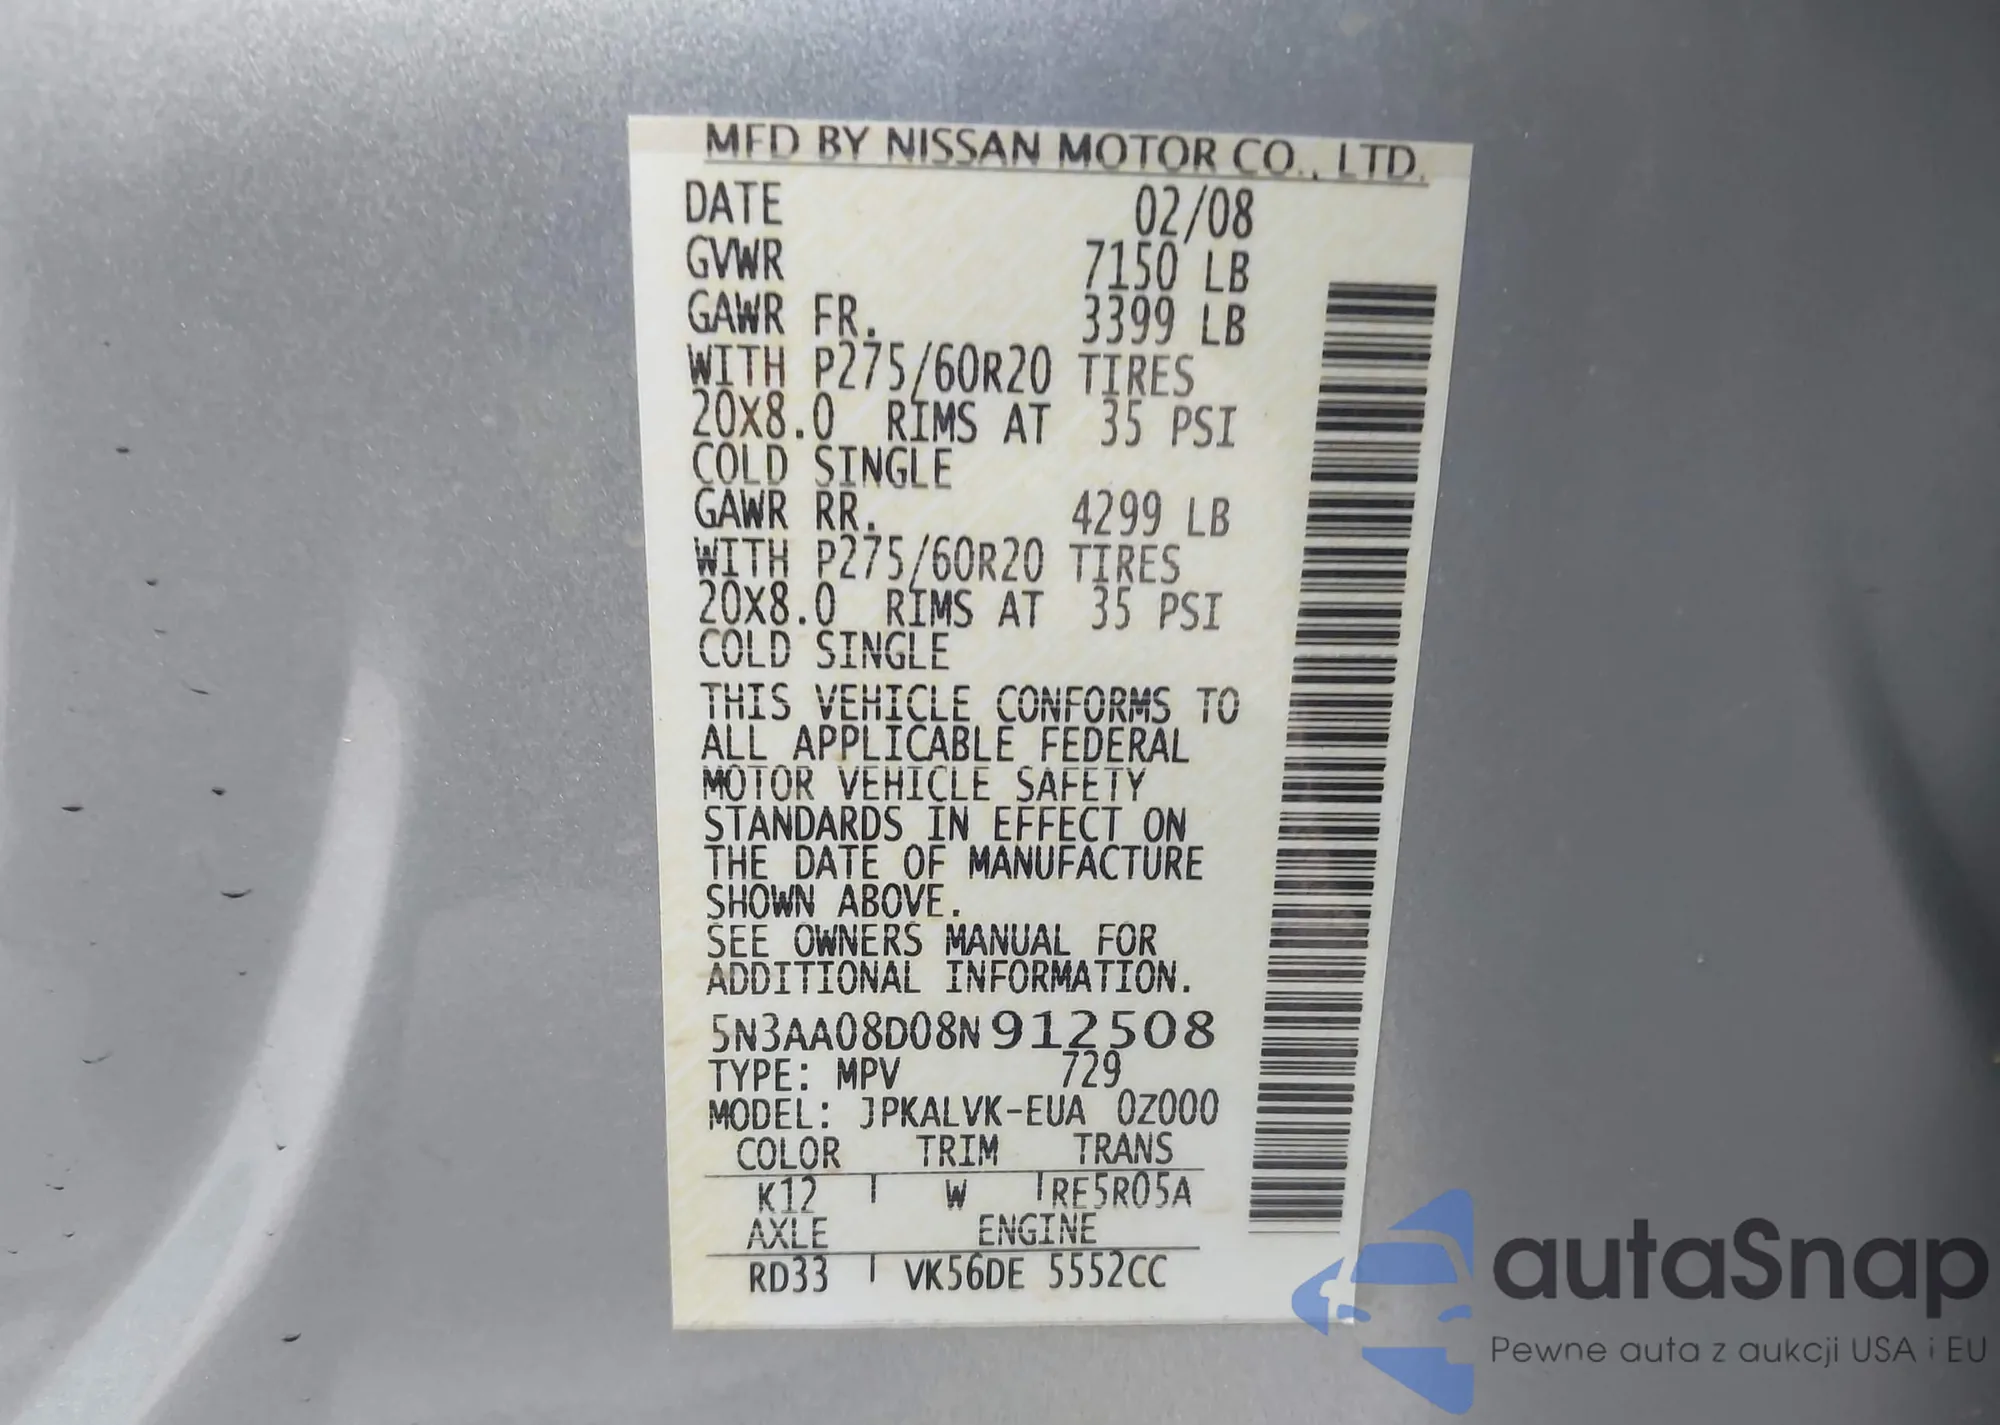 MFD BY NISSAN MOTOR CO., LTD.
DATE 02/08
GVWR 7150 LB
GAWR FR. 3399 LB
WITH P275/60R20 TIRES
20X8.0 RIMS AT 35 PSI
COLD SINGLE
GAWR RR. 4299 LB
WITH P275/60R20 TIRES
20X8.0 RIMS AT 35 PSI
COLD SINGLE
THIS VEHICLE CONFORMS TO
ALL APPLICABLE FEDERAL
MOTOR VEHICLE SAFETY
STANDARDS IN EFFECT ON
THE DATE OF MANUFACTURE
SHOWN ABOVE.
SEE OWNERS MANUAL FOR
ADDITIONAL INFORMATION.
5N3AA08D08N912508
TYPE: MPV 729
MODEL: JPKALVK-EUA 0Z000
COLOR TRIM TRANS
K12 W RE5R05A
AXLE ENGINE
RD33 VK56DE 5552CC
autaSnap
Pewne auta z aukcji USA i EU